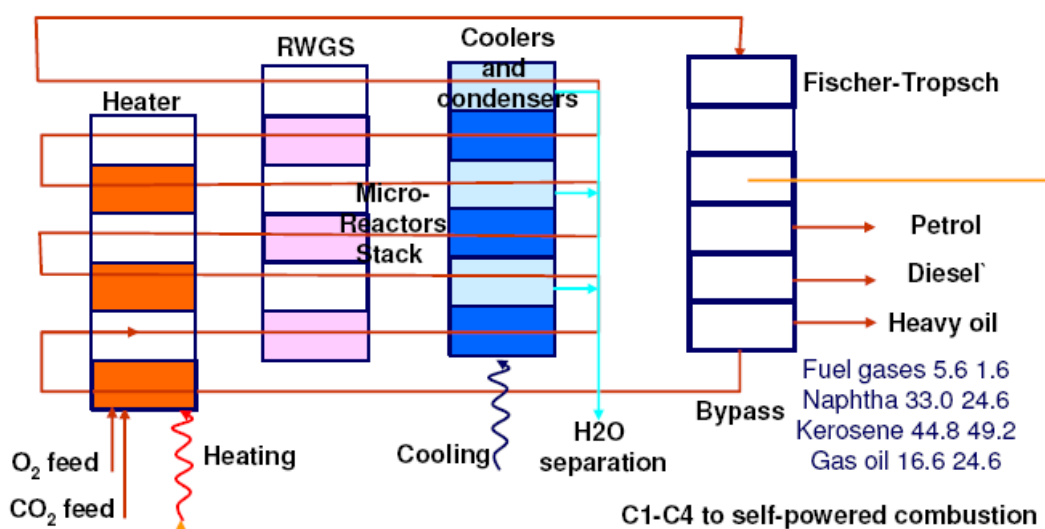 RWGS
Coolers
and
condensers
Heater
Fischer-Tropsch
Micro-
Reactors
Stack
Petrol
Diesel`
Heavy oil
Fuel gases 5.6 1.6
Naphtha 33.0 24.6
Kerosene 44.8 49.2
Gas oil 16.6 24.6
Bypass
H2O
separation
Cooling
Heating
O₂ feed
CO₂ feed
C1-C4 to self-powered combustion